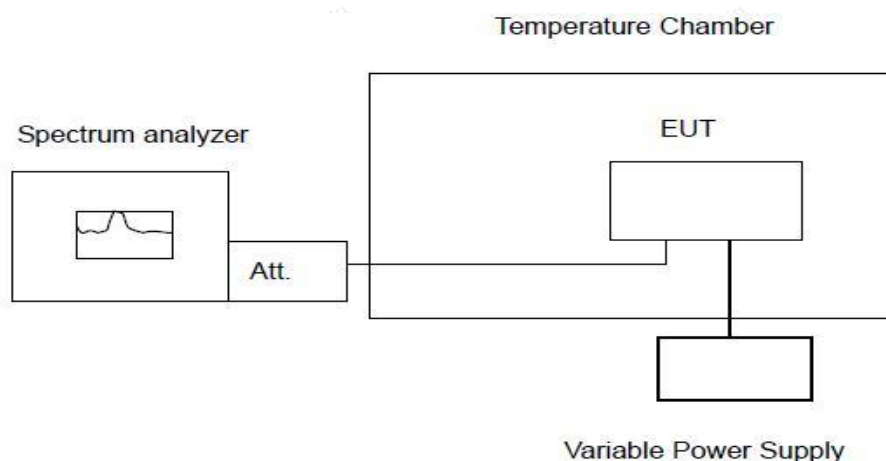 Temperature Chamber
EUT
Spectrum analyzer
Att.
Variable Power Supply